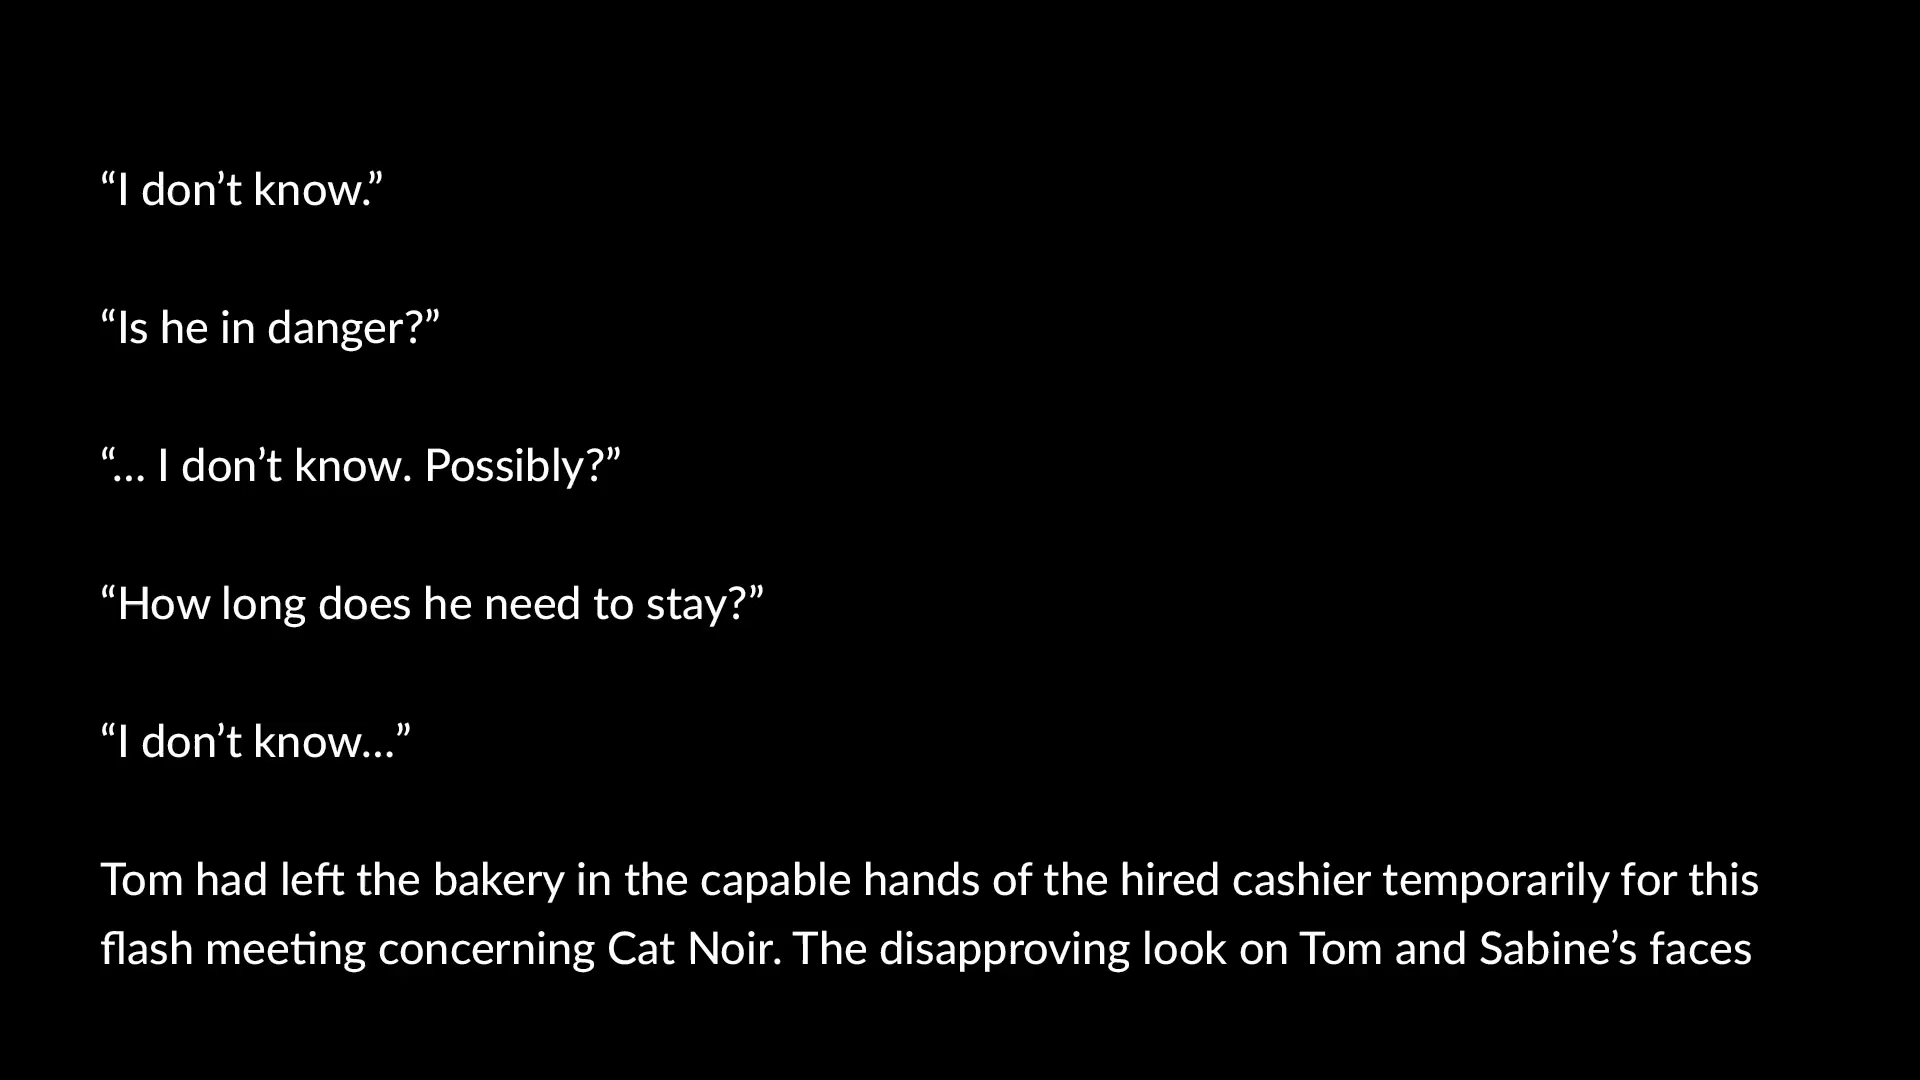 “I don’t know.”
“Is he in danger?”
“... I don’t know. Possibly?”
“How long does he need to stay?”
“I don’t know...”
Tom had left the bakery in the capable hands of the hired cashier temporarily for this
flash meeting concerning Cat Noir. The disapproving look on Tom and Sabine’s faces